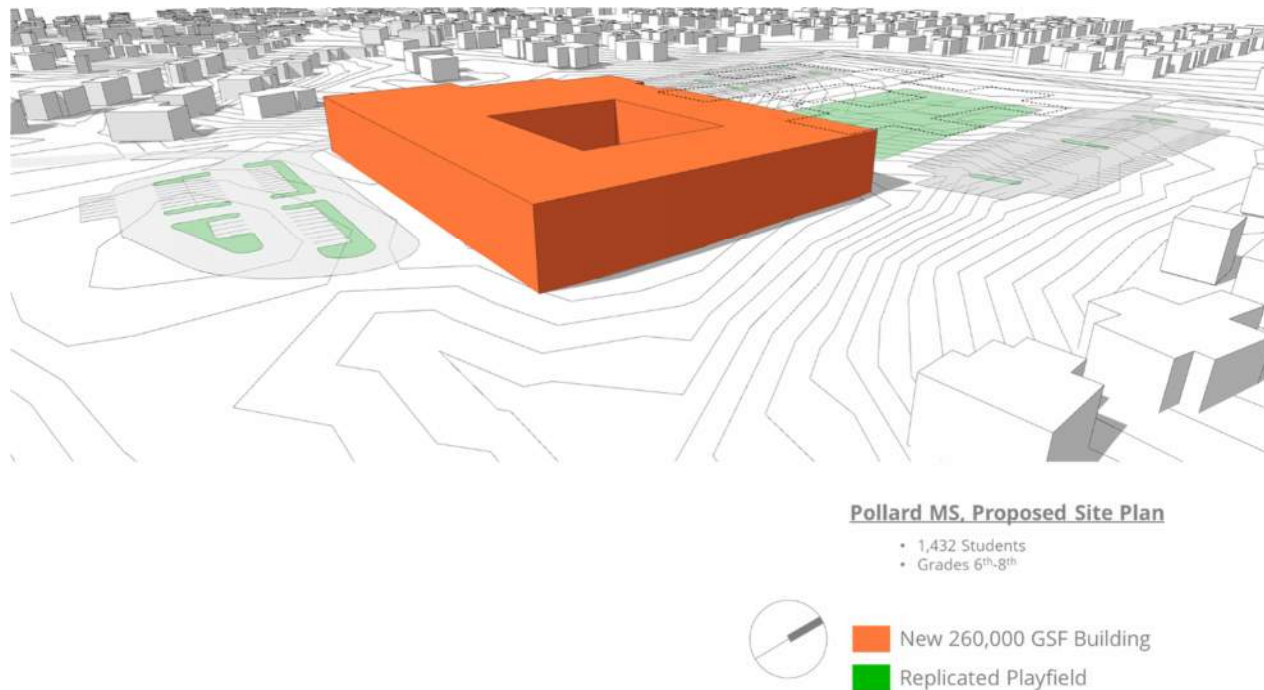 Pollard MS, Proposed Site Plan
• 1,432 Students
• Grades 6th-8th
New 260,000 GSF Building
Replicated Playfield